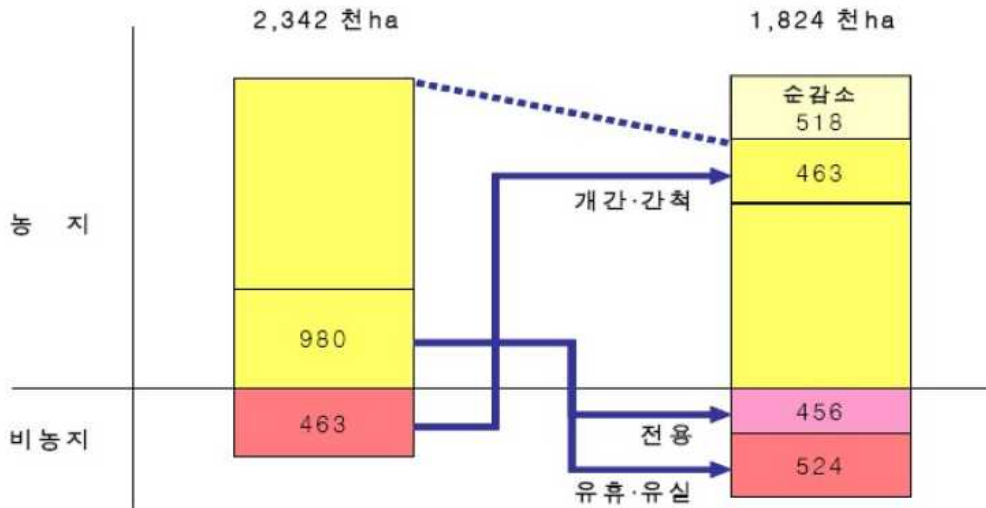 2,342 천ha
1,824 천ha
순감소
518
463
개간·간척
농 지
980
463
비농지
456
전용
524
유휴·유실